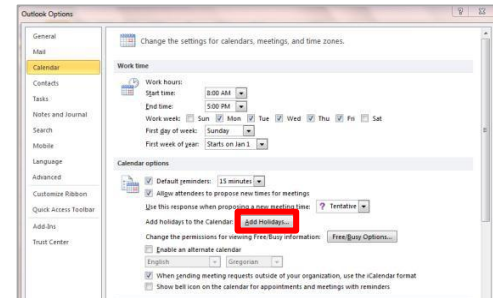 Outlook Options
General
Mail
Calendar
Contacts
Tasks
Notes and Journal
Search
Mobile
Language
Advanced
Customize Ribbon
Quick Access Toolbar
Add-Ins
Trust Center
Change the settings for calendars, meetings, and time zones.
Work time
Work hours:
Start time: 8:00 AM
End time: 5:00 PM
Work week: Sun Mon Tue Wed Thu Fri Sat
First day of week: Sunday
First week of year: Starts on Jan 1
Calendar options
Default reminders: 15 minutes
Allow attendees to propose new times for meetings
Use this response when proposing a new meeting time: ? Tentative
Add holidays to the Calendar: Add Holidays...
Change the permissions for viewing Free/Busy information: Free/Busy Options...
Enable an alternate calendar
English Gregorian
When sending meeting requests outside of your organization, use the iCalendar format
Show bell icon on the calendar for appointments and meetings with reminders